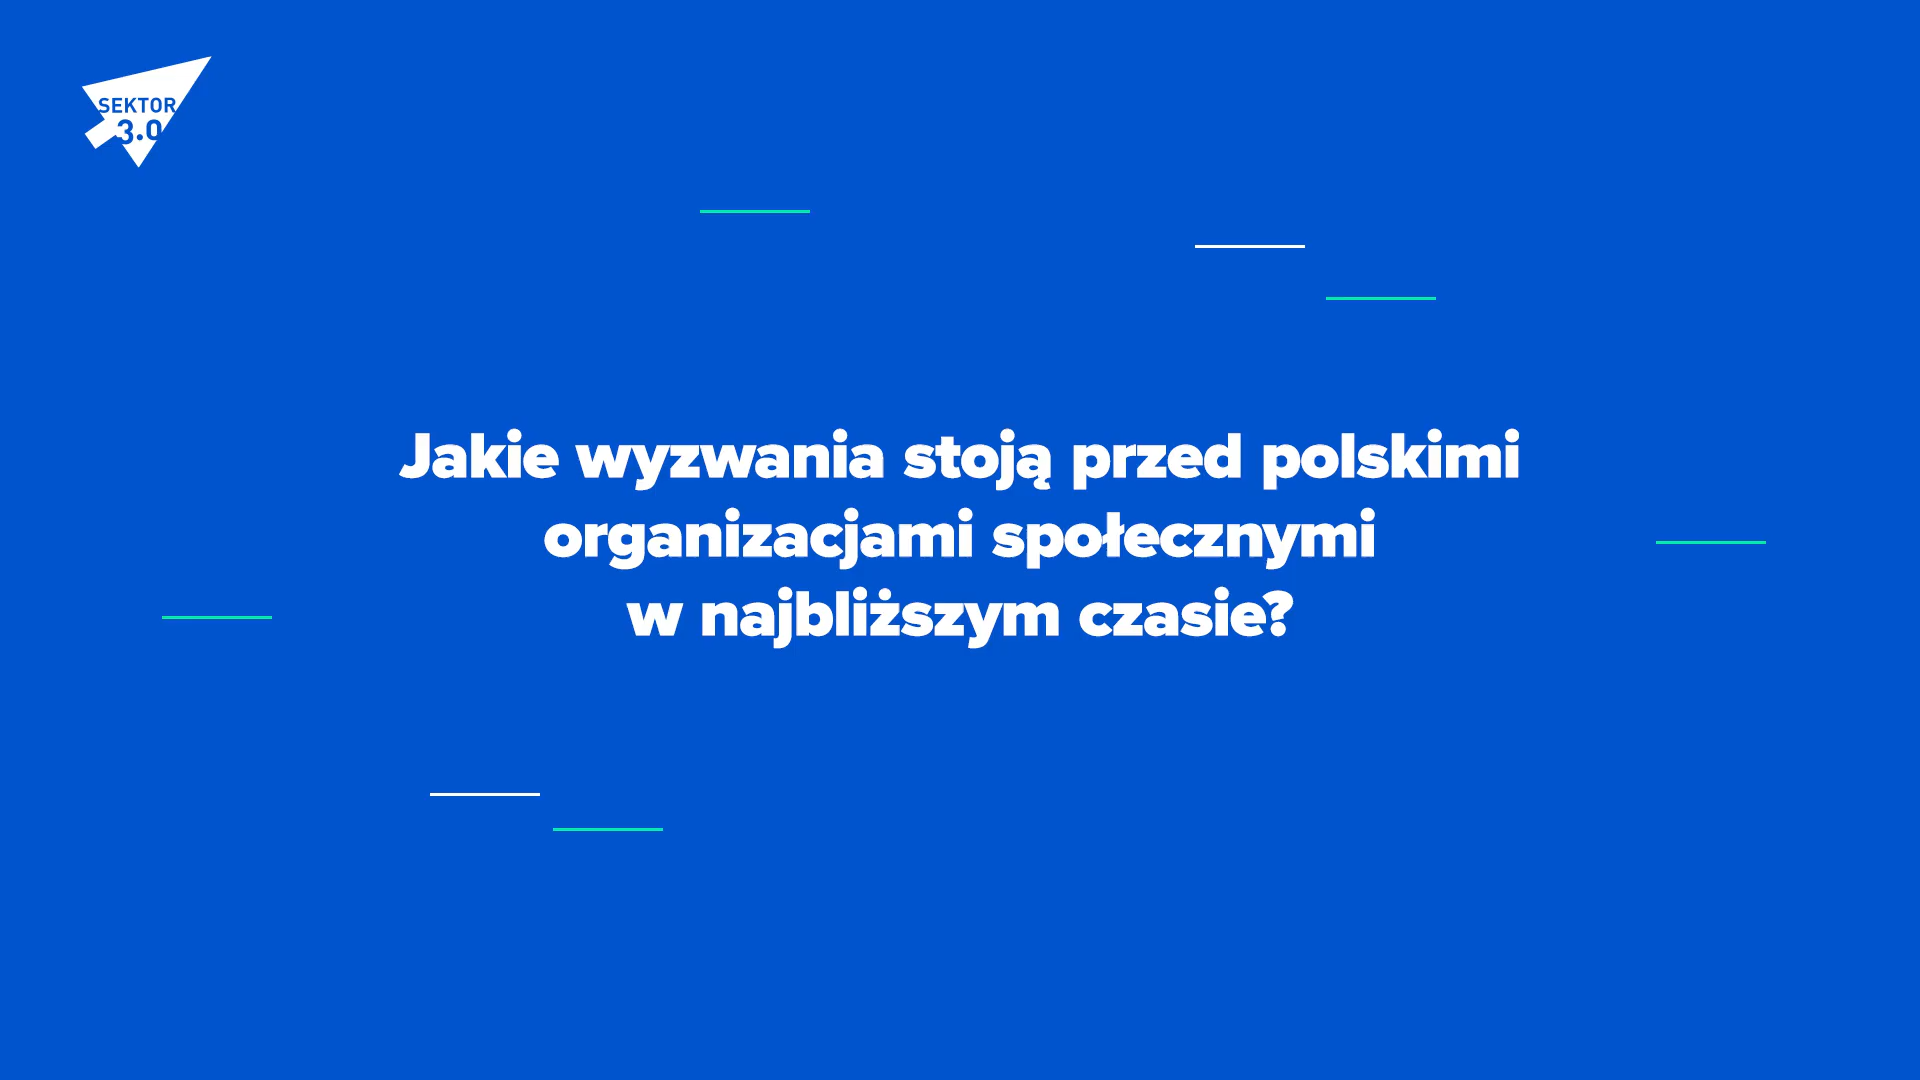 SEKTOR
3.0
Jakie wyzwania stoją przed polskimi
organizacjami społecznymi
w najbliższym czasie?